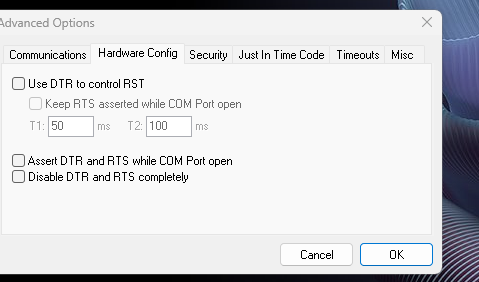 Advanced Options
Communications Hardware Config Security Just In Time Code Timeouts Misc
Use DTR to control RST
Keep RTS asserted while COM Port open
T1: 50 ms T2: 100 ms
Assert DTR and RTS while COM Port open
Disable DTR and RTS completely
Cancel OK